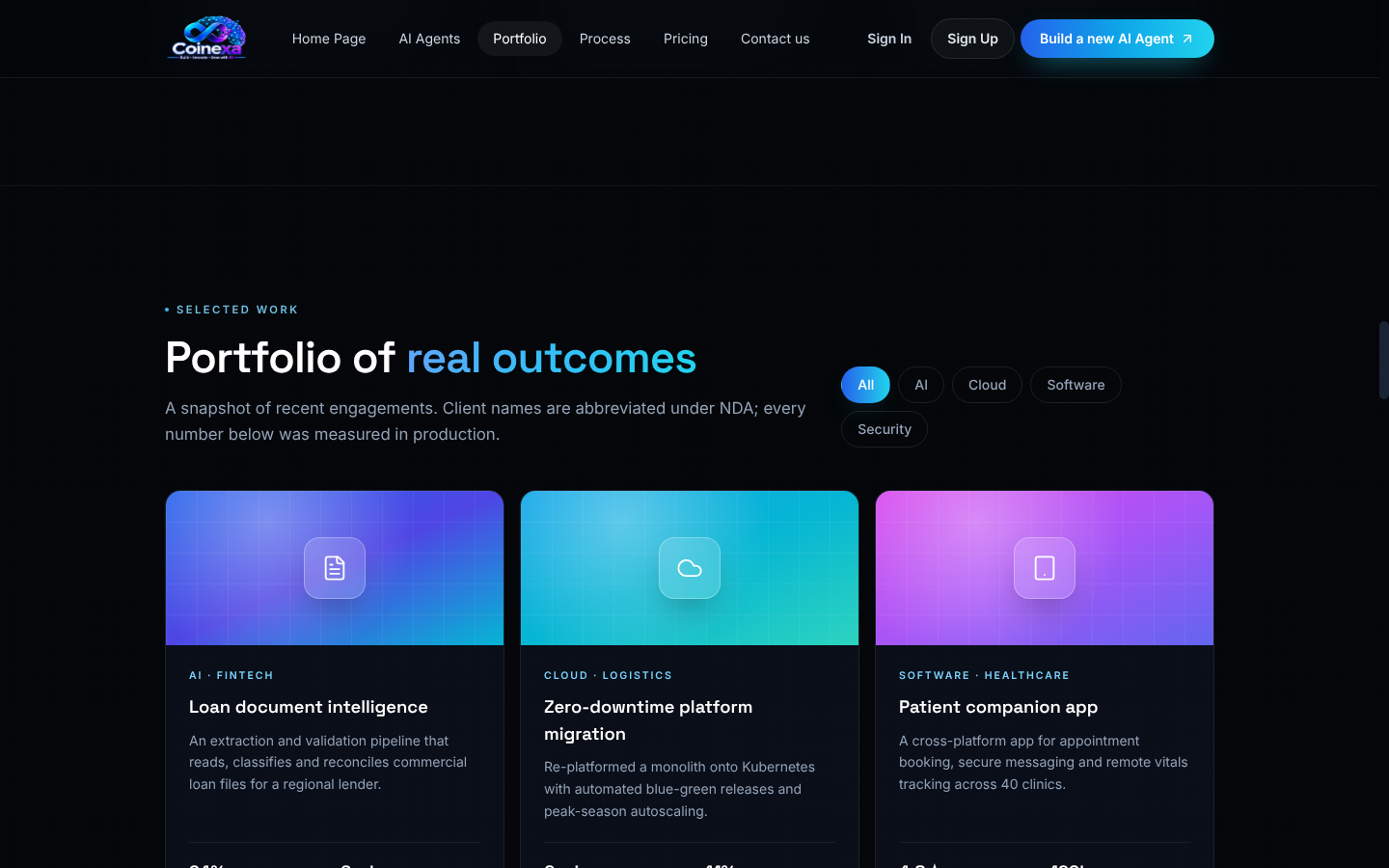 Coinexa
Home Page
AI Agents
Portfolio
Process
Pricing
Contact us
Sign In
Sign Up
Build a new AI Agent
SELECTED WORK
Portfolio of real outcomes
A snapshot of recent engagements. Client names are abbreviated under NDA; every
number below was measured in production.
All
AI
Cloud
Software
Security
AI · FINTECH
Loan document intelligence
An extraction and validation pipeline that
reads, classifies and reconciles commercial
loan files for a regional lender.
CLOUD · LOGISTICS
Zero-downtime platform
migration
Re-platformed a monolith onto Kubernetes
with automated blue-green releases and
peak-season autoscaling.
SOFTWARE · HEALTHCARE
Patient companion app
A cross-platform app for appointment
booking, secure messaging and remote vitals
tracking across 40 clinics.